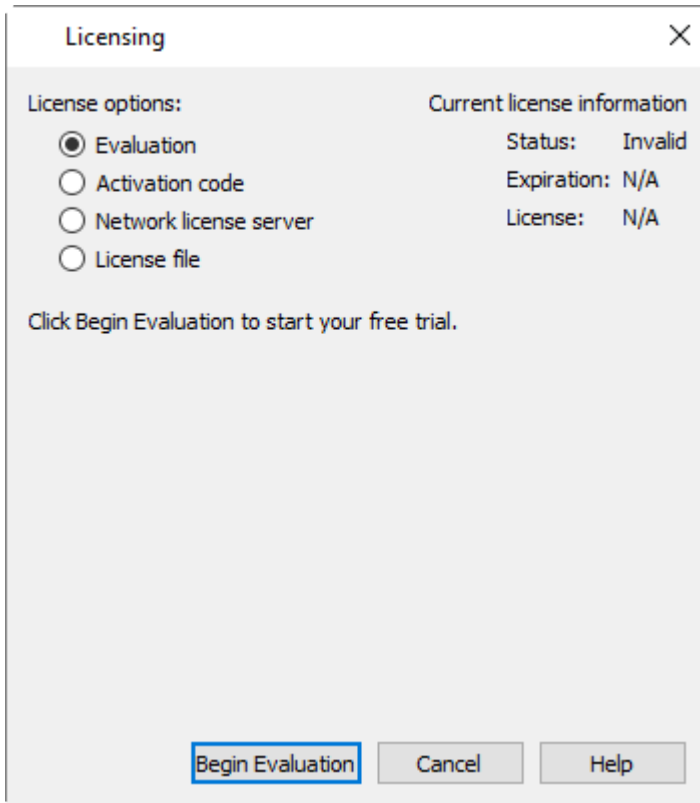 Licensing
License options:
Evaluation
Activation code
Network license server
License file
Current license information
Status: Invalid
Expiration: N/A
License: N/A
Click Begin Evaluation to start your free trial.
Begin Evaluation
Cancel
Help